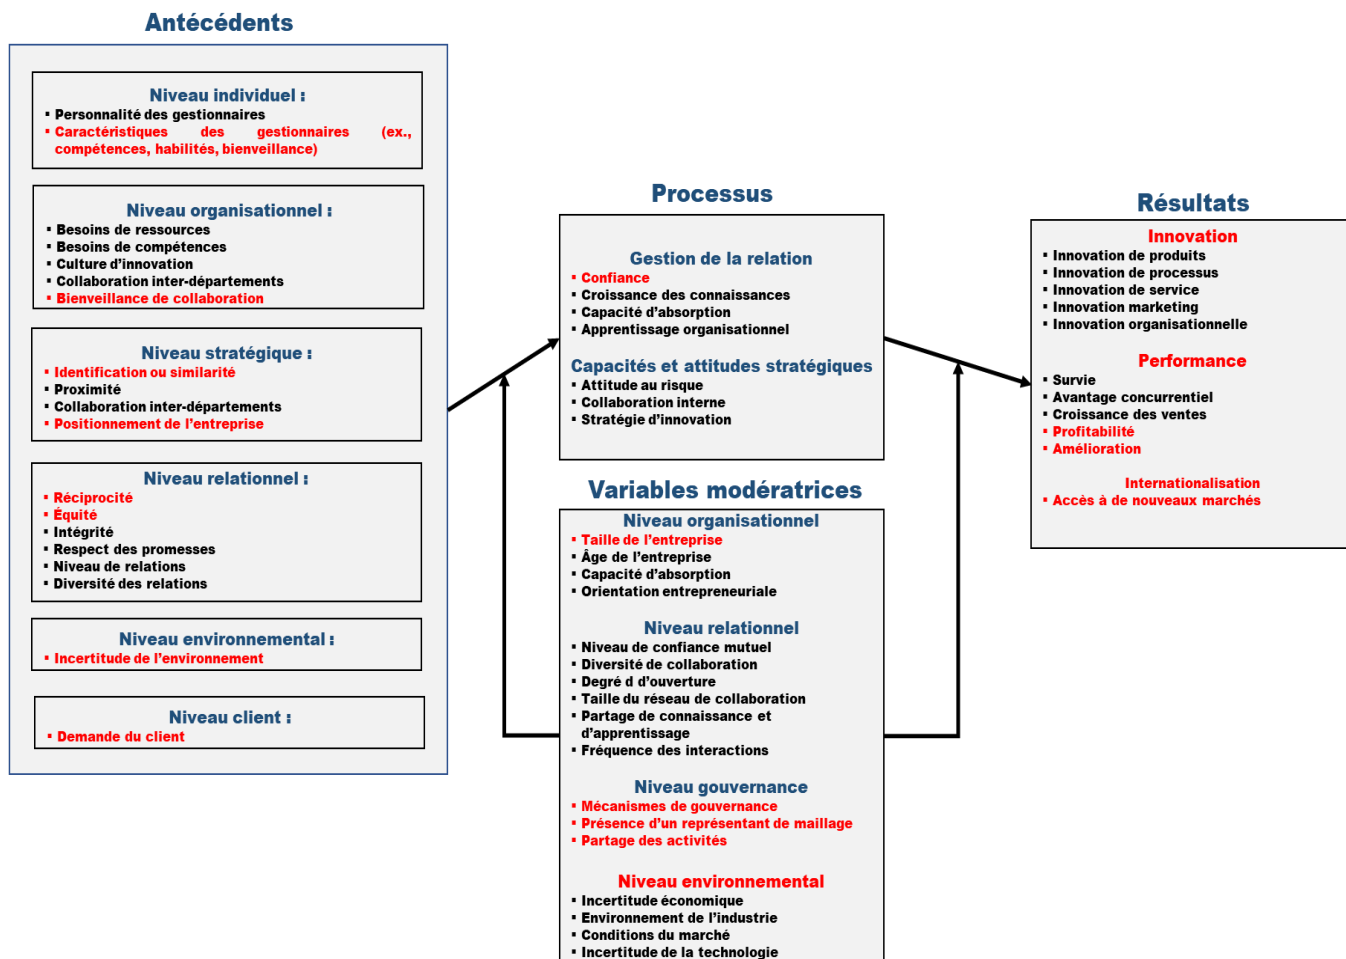 Antécédents
Niveau individuel :
▪ Personnalité des gestionnaires
▪ Caractéristiques des gestionnaires (ex.,
compétences, habilités, bienveillance)
Niveau organisationnel :
▪ Besoins de ressources
▪ Besoins de compétences
▪ Culture d’innovation
▪ Collaboration inter-départements
▪ Bienveillance de collaboration
Niveau stratégique :
▪ Identification ou similarité
▪ Proximité
▪ Collaboration inter-départements
▪ Positionnement de l’entreprise
Niveau relationnel :
▪ Réciprocité
▪ Équité
▪ Intégrité
▪ Respect des promesses
▪ Niveau de relations
▪ Diversité des relations
Niveau environnemental :
▪ Incertitude de l’environnement
Niveau client :
▪ Demande du client
Processus
Gestion de la relation
▪ Confiance
▪ Croissance des connaissances
▪ Capacité d’absorption
▪ Apprentissage organisationnel
Capacités et attitudes stratégiques
▪ Attitude au risque
▪ Collaboration interne
▪ Stratégie d’innovation
Variables modératrices
Niveau organisationnel
▪ Taille de l’entreprise
▪ Âge de l’entreprise
▪ Capacité d’absorption
▪ Orientation entrepreneuriale
Niveau relationnel
▪ Niveau de confiance mutuel
▪ Diversité de collaboration
▪ Degré d d’ouverture
▪ Taille du réseau de collaboration
▪ Partage de connaissance et
d’apprentissage
▪ Fréquence des interactions
Niveau gouvernance
▪ Mécanismes de gouvernance
▪ Présence d’un représentant de maillage
▪ Partage des activités
Niveau environnemental
▪ Incertitude économique
▪ Environnement de l’industrie
▪ Conditions du marché
▪ Incertitude de la technologie
Résultats
Innovation
▪ Innovation de produits
▪ Innovation de processus
▪ Innovation de service
▪ Innovation marketing
▪ Innovation organisationnelle
Performance
▪ Survie
▪ Avantage concurrentiel
▪ Croissance des ventes
▪ Profitabilité
▪ Amélioration
Internationalisation
▪ Accès à de nouveaux marchés